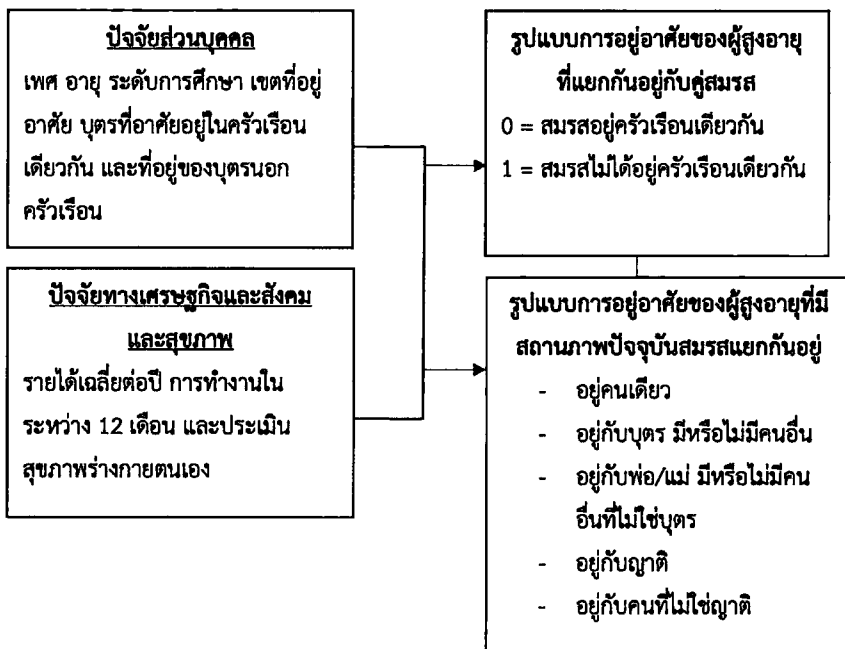 ปัจจัยส่วนบุคคล
เพศ อายุ ระดับการศึกษา เขตที่อยู่
อาศัย บุตรที่อาศัยอยู่ในครัวเรือน
เดียวกัน และที่อยู่ของบุตรนอก
ครัวเรือน
ปัจจัยทางเศรษฐกิจและสังคม
และสุขภาพ
รายได้เฉลี่ยต่อปี การทำงานใน
ระหว่าง 12 เดือน และประเมิน
สุขภาพร่างกายตนเอง
รูปแบบการอยู่อาศัยของผู้สูงอายุ
ที่แยกกันอยู่กับคู่สมรส
0 = สมรสอยู่ครัวเรือนเดียวกัน
1 = สมรสไม่ได้อยู่ครัวเรือนเดียวกัน
รูปแบบการอยู่อาศัยของผู้สูงอายุที่มี
สถานภาพปัจจุบันสมรสแยกกันอยู่
- อยู่คนเดียว
- อยู่กับบุตร มีหรือไม่มีคนอื่น
- อยู่กับพ่อ/แม่ มีหรือไม่มีคน
อื่นที่ไม่ใช่บุตร
- อยู่กับญาติ
- อยู่กับคนที่ไม่ใช่ญาติ